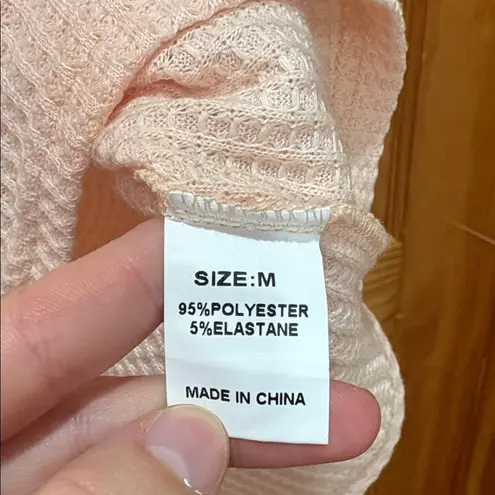 SIZE:M
95%POLYESTER
5%ELASTANE
MADE IN CHINA